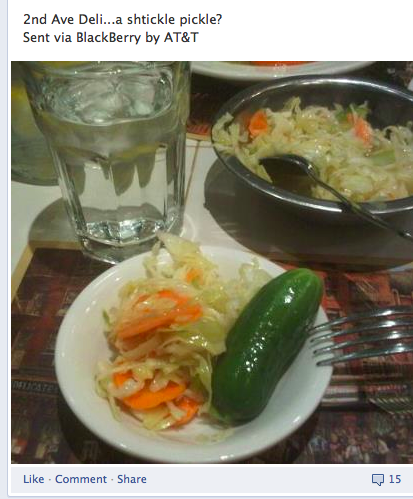 2nd Ave Deli...a shtickle pickle?
Sent via BlackBerry by AT&T
Like · Comment · Share
15